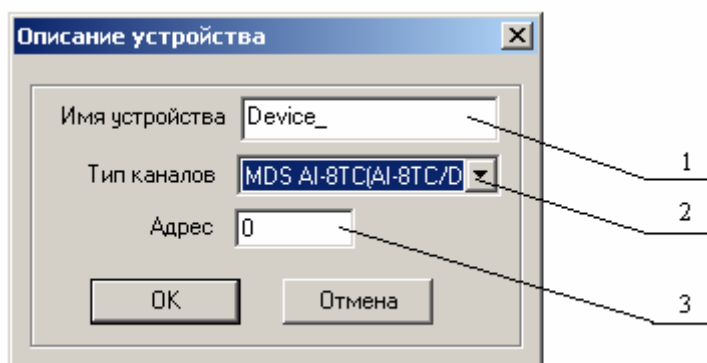 Описание устройства
Имя устройства Device_
Тип каналов MDS AI-8TC(AI-8TC/D
Адрес 0
OK Отмена
1
2
3